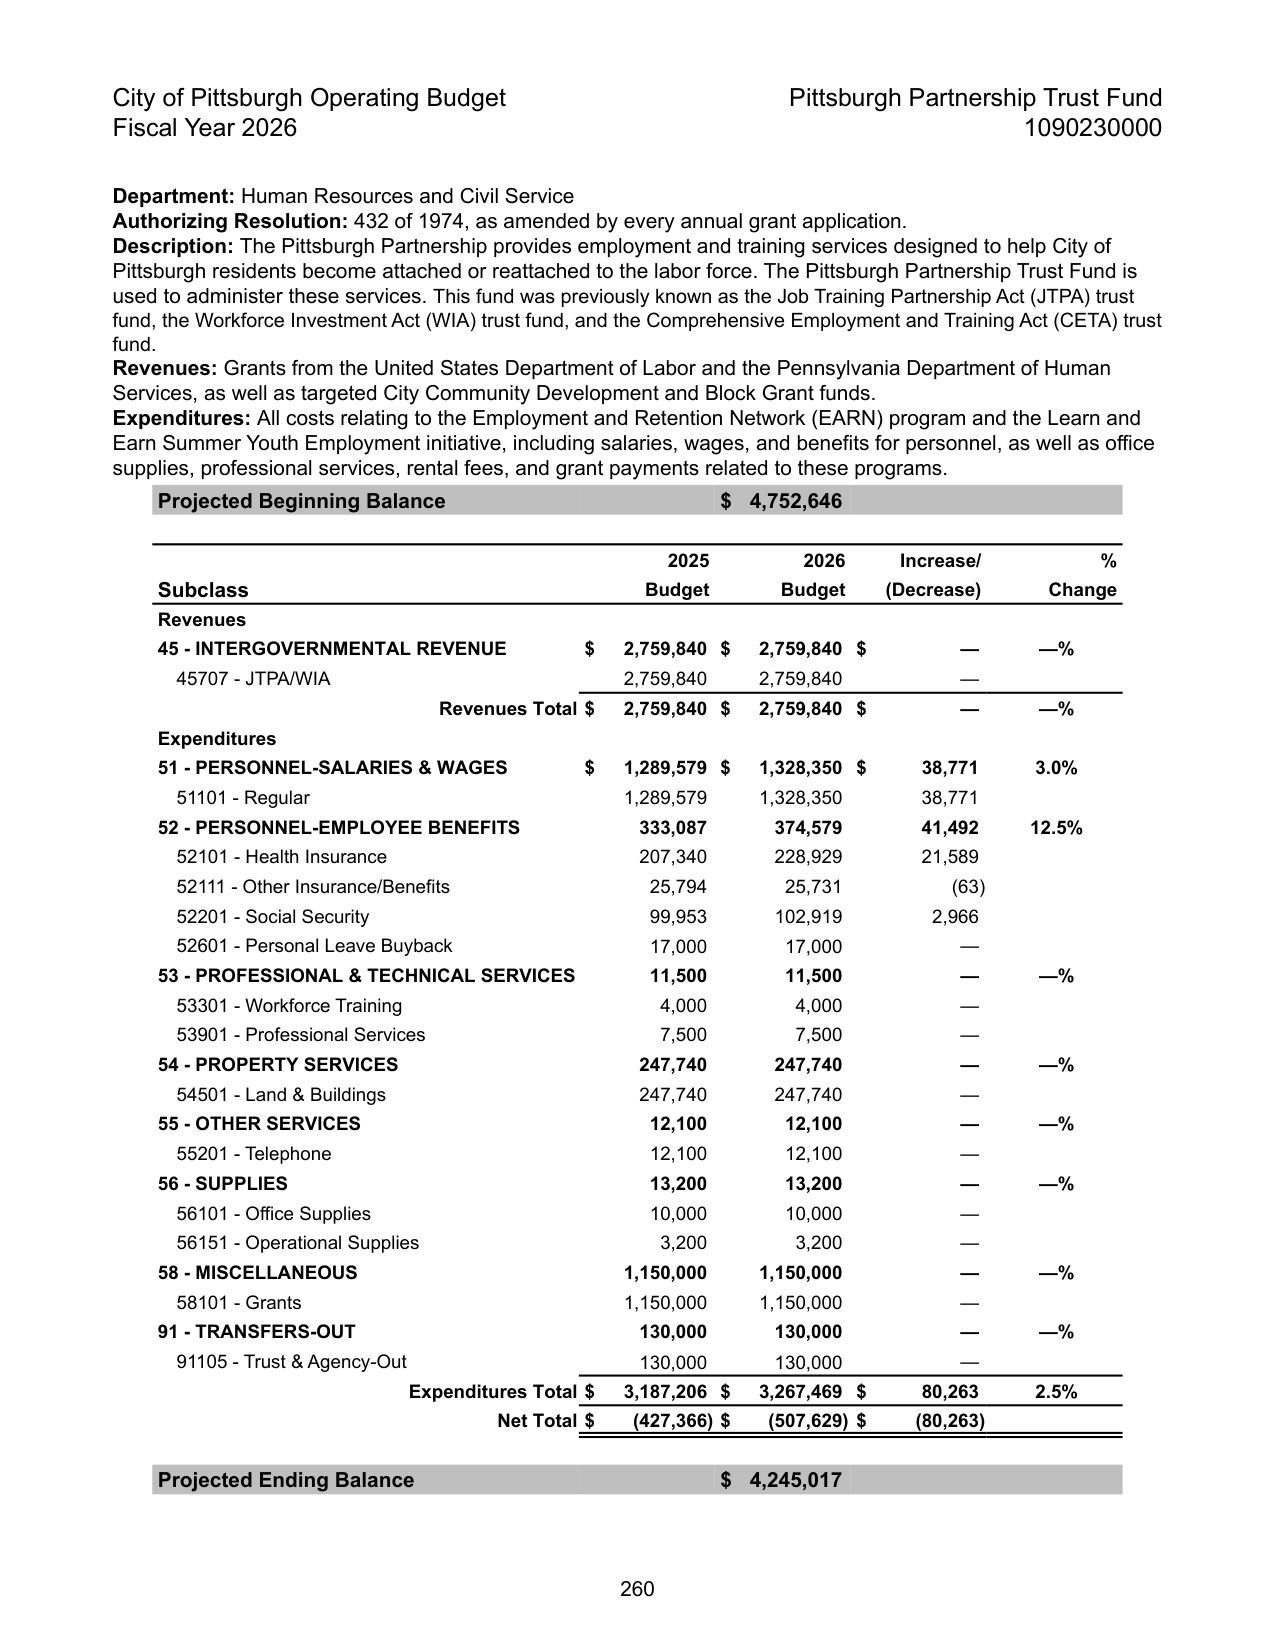 City of Pittsburgh Operating Budget Pittsburgh Partnership Trust Fund
Fiscal Year 2026 1090230000
Department: Human Resources and Civil Service
Authorizing Resolution: 432 of 1974, as amended by every annual grant application.
Description: The Pittsburgh Partnership provides employment and training services designed to help City of
Pittsburgh residents become attached or reattached to the labor force. The Pittsburgh Partnership Trust Fund is
used to administer these services. This fund was previously known as the Job Training Partnership Act (JTPA) trust
fund, the Workforce Investment Act (WIA) trust fund, and the Comprehensive Employment and Training Act (CETA) trust
fund.
Revenues: Grants from the United States Department of Labor and the Pennsylvania Department of Human
Services, as well as targeted City Community Development and Block Grant funds.
Expenditures: All costs relating to the Employment and Retention Network (EARN) program and the Learn and
Earn Summer Youth Employment initiative, including salaries, wages, and benefits for personnel, as well as office
supplies, professional services, rental fees, and grant payments related to these programs.
Projected Beginning Balance $ 4,752,646
2025 2026 Increase/ %
Subclass Budget Budget (Decrease) Change
Revenues
45 - INTERGOVERNMENTAL REVENUE $ 2,759,840 $ 2,759,840 $ — —%
45707 - JTPA/WIA 2,759,840 2,759,840 —
Revenues Total $ 2,759,840 $ 2,759,840 $ — —%
Expenditures
51 - PERSONNEL-SALARIES & WAGES $ 1,289,579 $ 1,328,350 $ 38,771 3.0%
51101 - Regular 1,289,579 1,328,350 38,771
52 - PERSONNEL-EMPLOYEE BENEFITS 333,087 374,579 41,492 12.5%
52101 - Health Insurance 207,340 228,929 21,589
52111 - Other Insurance/Benefits 25,794 25,731 (63)
52201 - Social Security 99,953 102,919 2,966
52601 - Personal Leave Buyback 17,000 17,000 —
53 - PROFESSIONAL & TECHNICAL SERVICES 11,500 11,500 — —%
53301 - Workforce Training 4,000 4,000 —
53901 - Professional Services 7,500 7,500 —
54 - PROPERTY SERVICES 247,740 247,740 — —%
54501 - Land & Buildings 247,740 247,740 —
55 - OTHER SERVICES 12,100 12,100 — —%
55201 - Telephone 12,100 12,100 —
56 - SUPPLIES 13,200 13,200 — —%
56101 - Office Supplies 10,000 10,000 —
56151 - Operational Supplies 3,200 3,200 —
58 - MISCELLANEOUS 1,150,000 1,150,000 — —%
58101 - Grants 1,150,000 1,150,000 —
91 - TRANSFERS-OUT 130,000 130,000 — —%
91105 - Trust & Agency-Out 130,000 130,000 —
Expenditures Total $ 3,187,206 $ 3,267,469 $ 80,263 2.5%
Net Total $ (427,366) $ (507,629) $ (80,263)
Projected Ending Balance $ 4,245,017
260